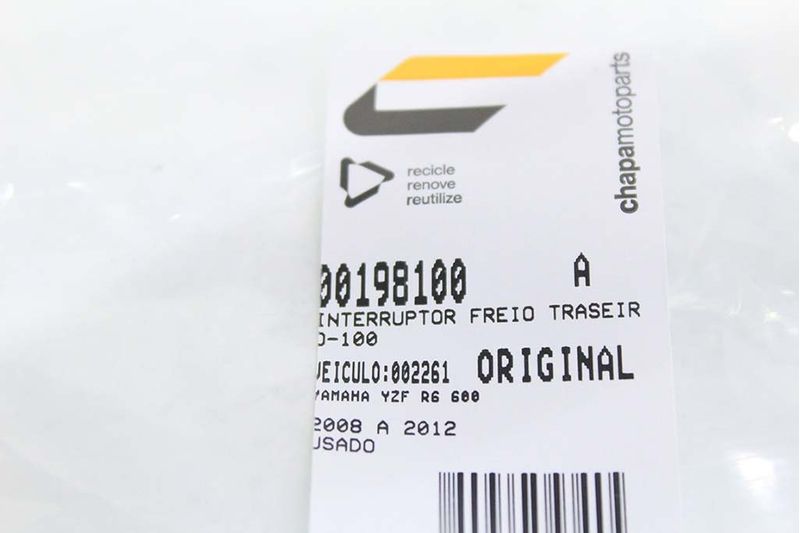 chapamotoparts
recicle
renove
reutilize
00198100 A
INTERRUPTOR FREIO TRASEIR
O-100
VEICULO:002261 ORIGINAL
YAMAHA YZF R6 600
2008 A 2012
USADO